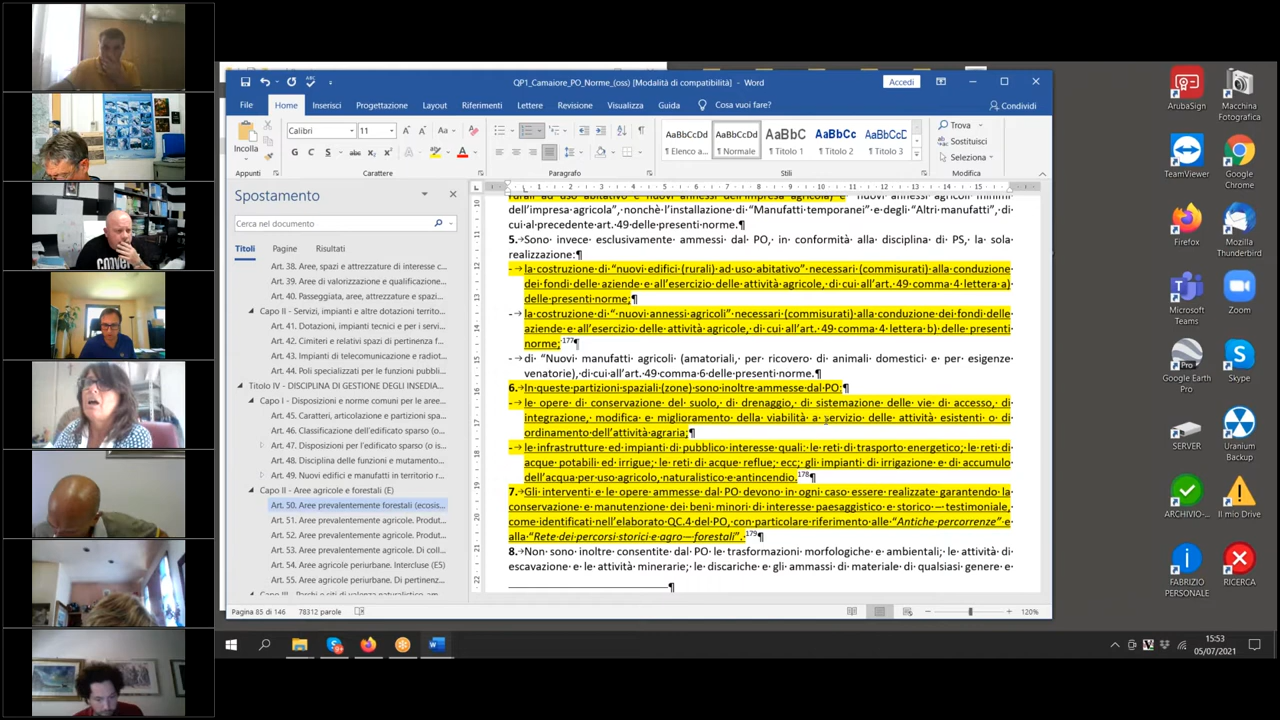 QP1_Camaiore_PO_Norme_(oss) [Modalità di compatibilità] - Word
Accedi
File Home Inserisci Progettazione Layout Riferimenti Lettere Revisione Visualizza Guida Cosa vuoi fare? Condividi
Incolla
Calibri 11
Aa
G C S abc x₂ x²
AaBbCcDd AaBbCcDd AaBbC AaBbCc AaBbCcD
¶ Elenco a... ¶ Normale ¶ Titolo 1 ¶ Titolo 2 ¶ Titolo 3
Trova
Sostituisci
Seleziona
Appunti Carattere Paragrafo Stili Modifica
Spostamento
Cerca nel documento
Titoli Pagine Risultati
Art. 38. Aree, spazi e attrezzature di interesse c...
Art. 39. Aree di valorizzazione e qualificazione...
Art. 40. Passeggiata, aree, attrezzature e spazi...
Capo II - Servizi, impianti e altre dotazioni territor...
Art. 41. Dotazioni, impianti tecnici e per i servi...
Art. 42. Cimiteri e relativi spazi di pertinenza f...
Art. 43. Impianti di telecomunicazione e radiot...
Art. 44. Poli specializzati per le funzioni pubbli...
Titolo IV - DISCIPLINA DI GESTIONE DEGLI INSEDIA...
Capo I - Disposizioni e norme comuni per le aree...
Art. 45. Caratteri, articolazione e partizioni spa...
Art. 46. Classificazione dell'edificato sparso (o is...
Art. 47. Disposizioni per l'edificato sparso (o is...
Art. 48. Disciplina delle funzioni e mutamento...
Art. 49. Nuovi edifici e manufatti in territorio r...
Capo II - Aree agricole e forestali (E)
Art. 50. Aree prevalentemente forestali (ecosis...
Art. 51. Aree prevalentemente agricole. Produt...
Art. 52. Aree prevalentemente agricole. Produt...
Art. 53. Aree prevalentemente agricole. Di coll...
Art. 54. Aree agricole periurbane. Intercluse (E5)
Art. 55. Aree agricole periurbane. Di pertinenz...
rurali ad uso abitativo e nuovi annessi dell'impresa agricola) e "nuovi annessi agricoli minimi
dell'impresa agricola", nonchè l'installazione di "Manufatti temporanei" e degli "Altri manufatti", di
cui al precedente art. 49 delle presenti norme.¶
5. Sono invece esclusivamente ammessi dal PO, in conformità alla disciplina di PS, la sola
realizzazione:¶
- la costruzione di "nuovi edifici (rurali) ad uso abitativo" necessari (commisurati) alla conduzione
dei fondi delle aziende e all'esercizio delle attività agricole, di cui all'art. 49 comma 4 lettera a)
delle presenti norme;¶
- la costruzione di " nuovi annessi agricoli" necessari (commisurati) alla conduzione dei fondi delle
aziende e all'esercizio delle attività agricole, di cui all'art. 49 comma 4 lettera b) delle presenti
norme; 177¶
- di "Nuovi manufatti agricoli (amatoriali, per ricovero di animali domestici e per esigenze
venatorie), di cui all'art. 49 comma 6 delle presenti norme.¶
6. In queste partizioni spaziali (zone) sono inoltre ammesse dal PO:¶
- le opere di conservazione del suolo, di drenaggio, di sistemazione delle vie di accesso, di
integrazione, modifica e miglioramento della viabilità a servizio delle attività esistenti o di
ordinamento dell'attività agraria;¶
- le infrastrutture ed impianti di pubblico interesse quali: le reti di trasporto energetico; le reti di
acque potabili ed irrigue; le reti di acque reflue; ecc; gli impianti di irrigazione e di accumulo
dell'acqua per uso agricolo, naturalistico e antincendio. 178¶
7. Gli interventi e le opere ammesse dal PO devono in ogni caso essere realizzate garantendo la
conservazione e manutenzione dei beni minori di interesse paesaggistico e storico – testimoniale,
come identificati nell'elaborato QC.4 del PO, con particolare riferimento alle "Antiche percorrenze" e
alla "Rete dei percorsi storici e agro – forestali". 179¶
8. Non sono inoltre consentite dal PO le trasformazioni morfologiche e ambientali; le attività di
escavazione e le attività minerarie; le discariche e gli ammassi di materiale di qualsiasi genere e
¶
Pagina 85 di 146 78312 parole 120%
ArubaSign
Macchina Fotografica
TeamViewer
Google Chrome
Firefox
Mozilla Thunderbird
Microsoft Teams
Zoom
Google Earth Pro
Skype
SERVER
Uranium Backup
ARCHIVIO-...
Il mio Drive
FABRIZIO PERSONALE
RICERCA
15:53
05/07/2021